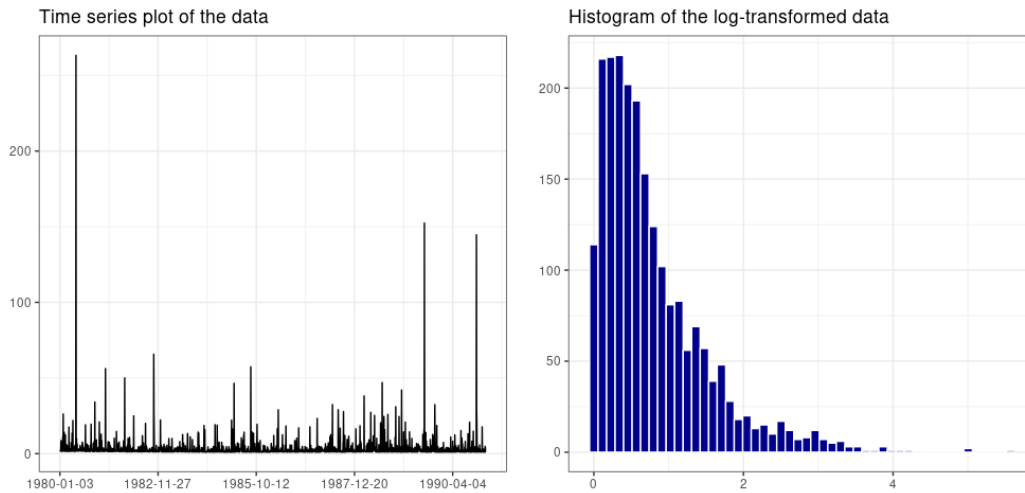 Time series plot of the data
200
100
0
1980-01-03 1982-11-27 1985-10-12 1987-12-20 1990-04-04
Histogram of the log-transformed data
200
150
100
50
0
0 2 4